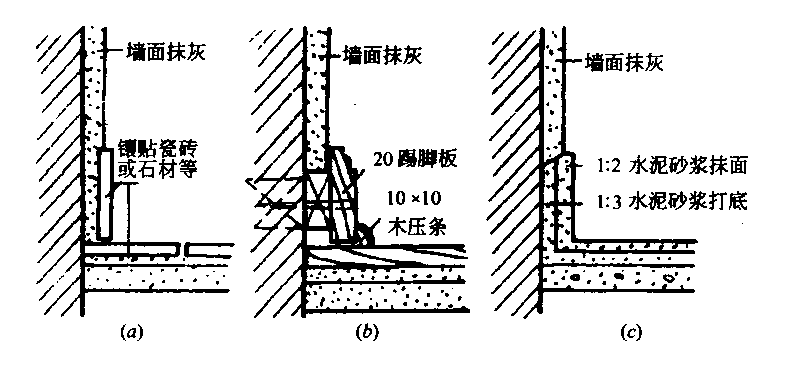 墙面抹灰
镶贴瓷砖
或石材等
(a)
墙面抹灰
20踢脚板
10×10
木压条
(b)
墙面抹灰
1:2 水泥砂浆抹面
1:3 水泥砂浆打底
(c)